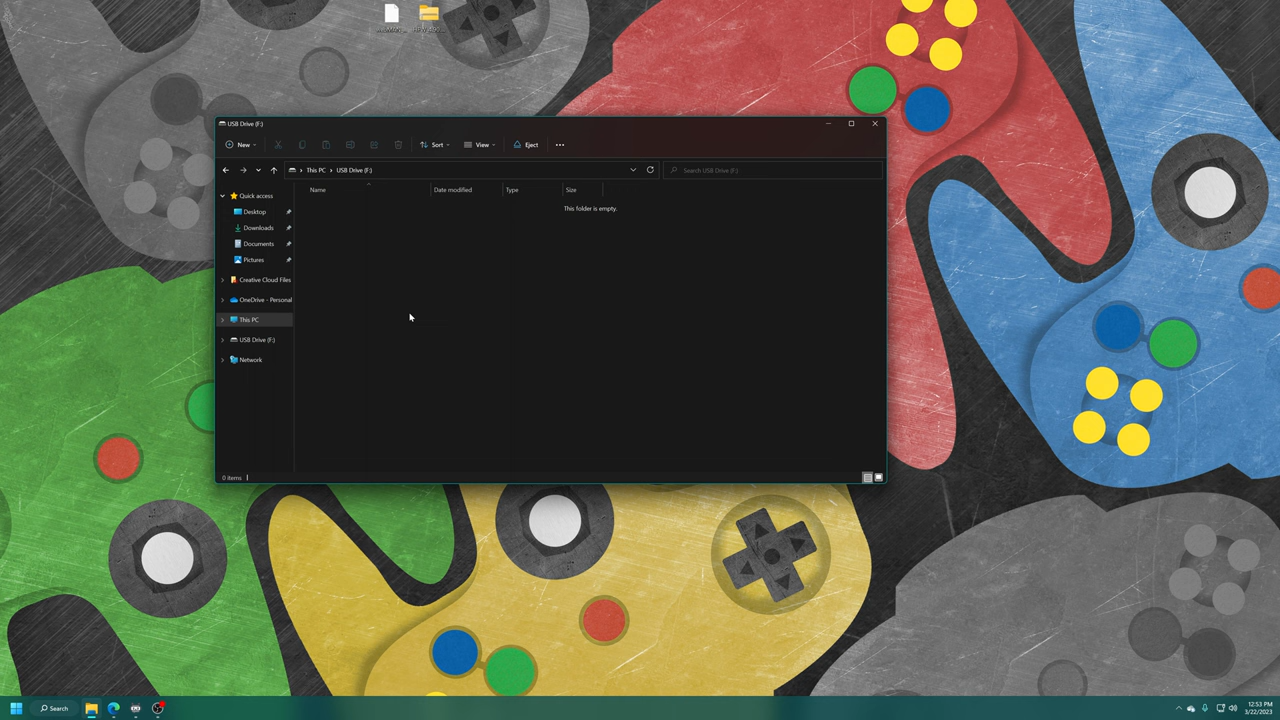 USB Drive (F:)
New
Sort
View
Eject
This PC
USB Drive (F:)
Search USB Drive (F:)
Name
Date modified
Type
Size
This folder is empty.
Quick access
Desktop
Downloads
Documents
Pictures
Creative Cloud Files
OneDrive - Personal
This PC
USB Drive (F:)
Network
0 items
Search
12:53 PM
3/22/2023